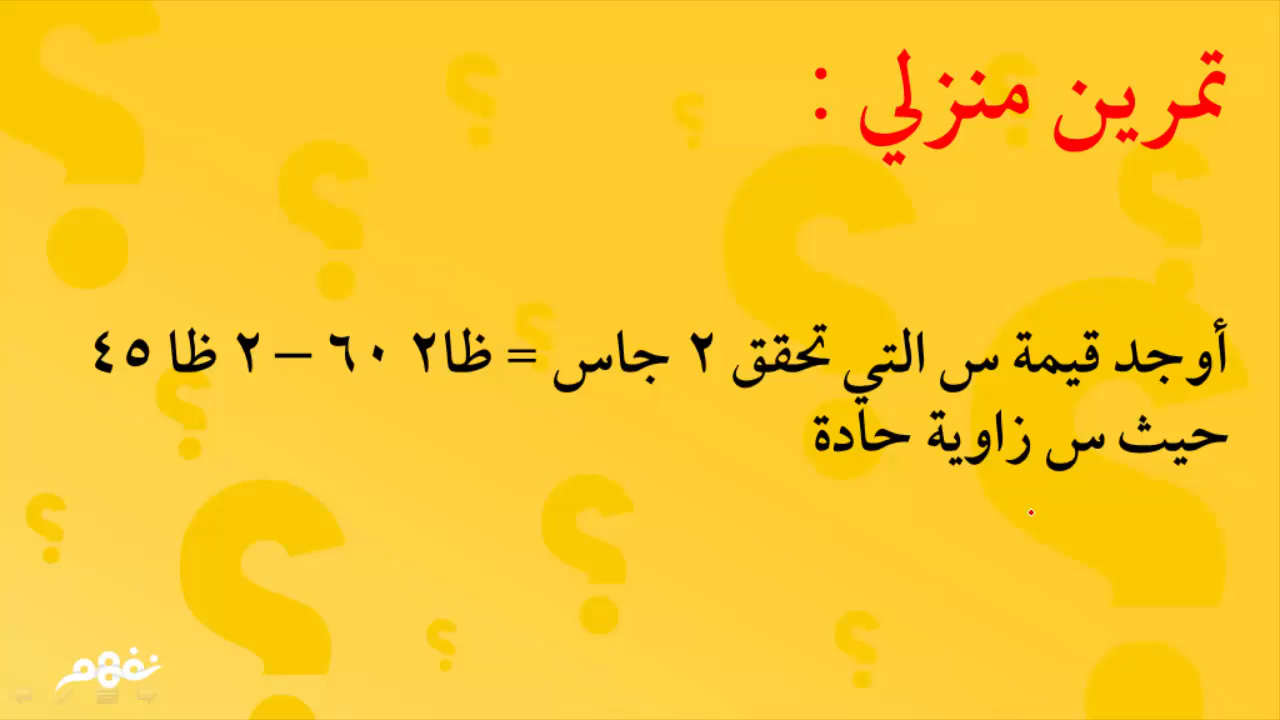 تمرين منزلي :
أوجد قيمة س التي تحقق ٢ جاس = ظا٢ ٦٠ – ٢ ظا ٤٥
حيث س زاوية حادة
نفهم